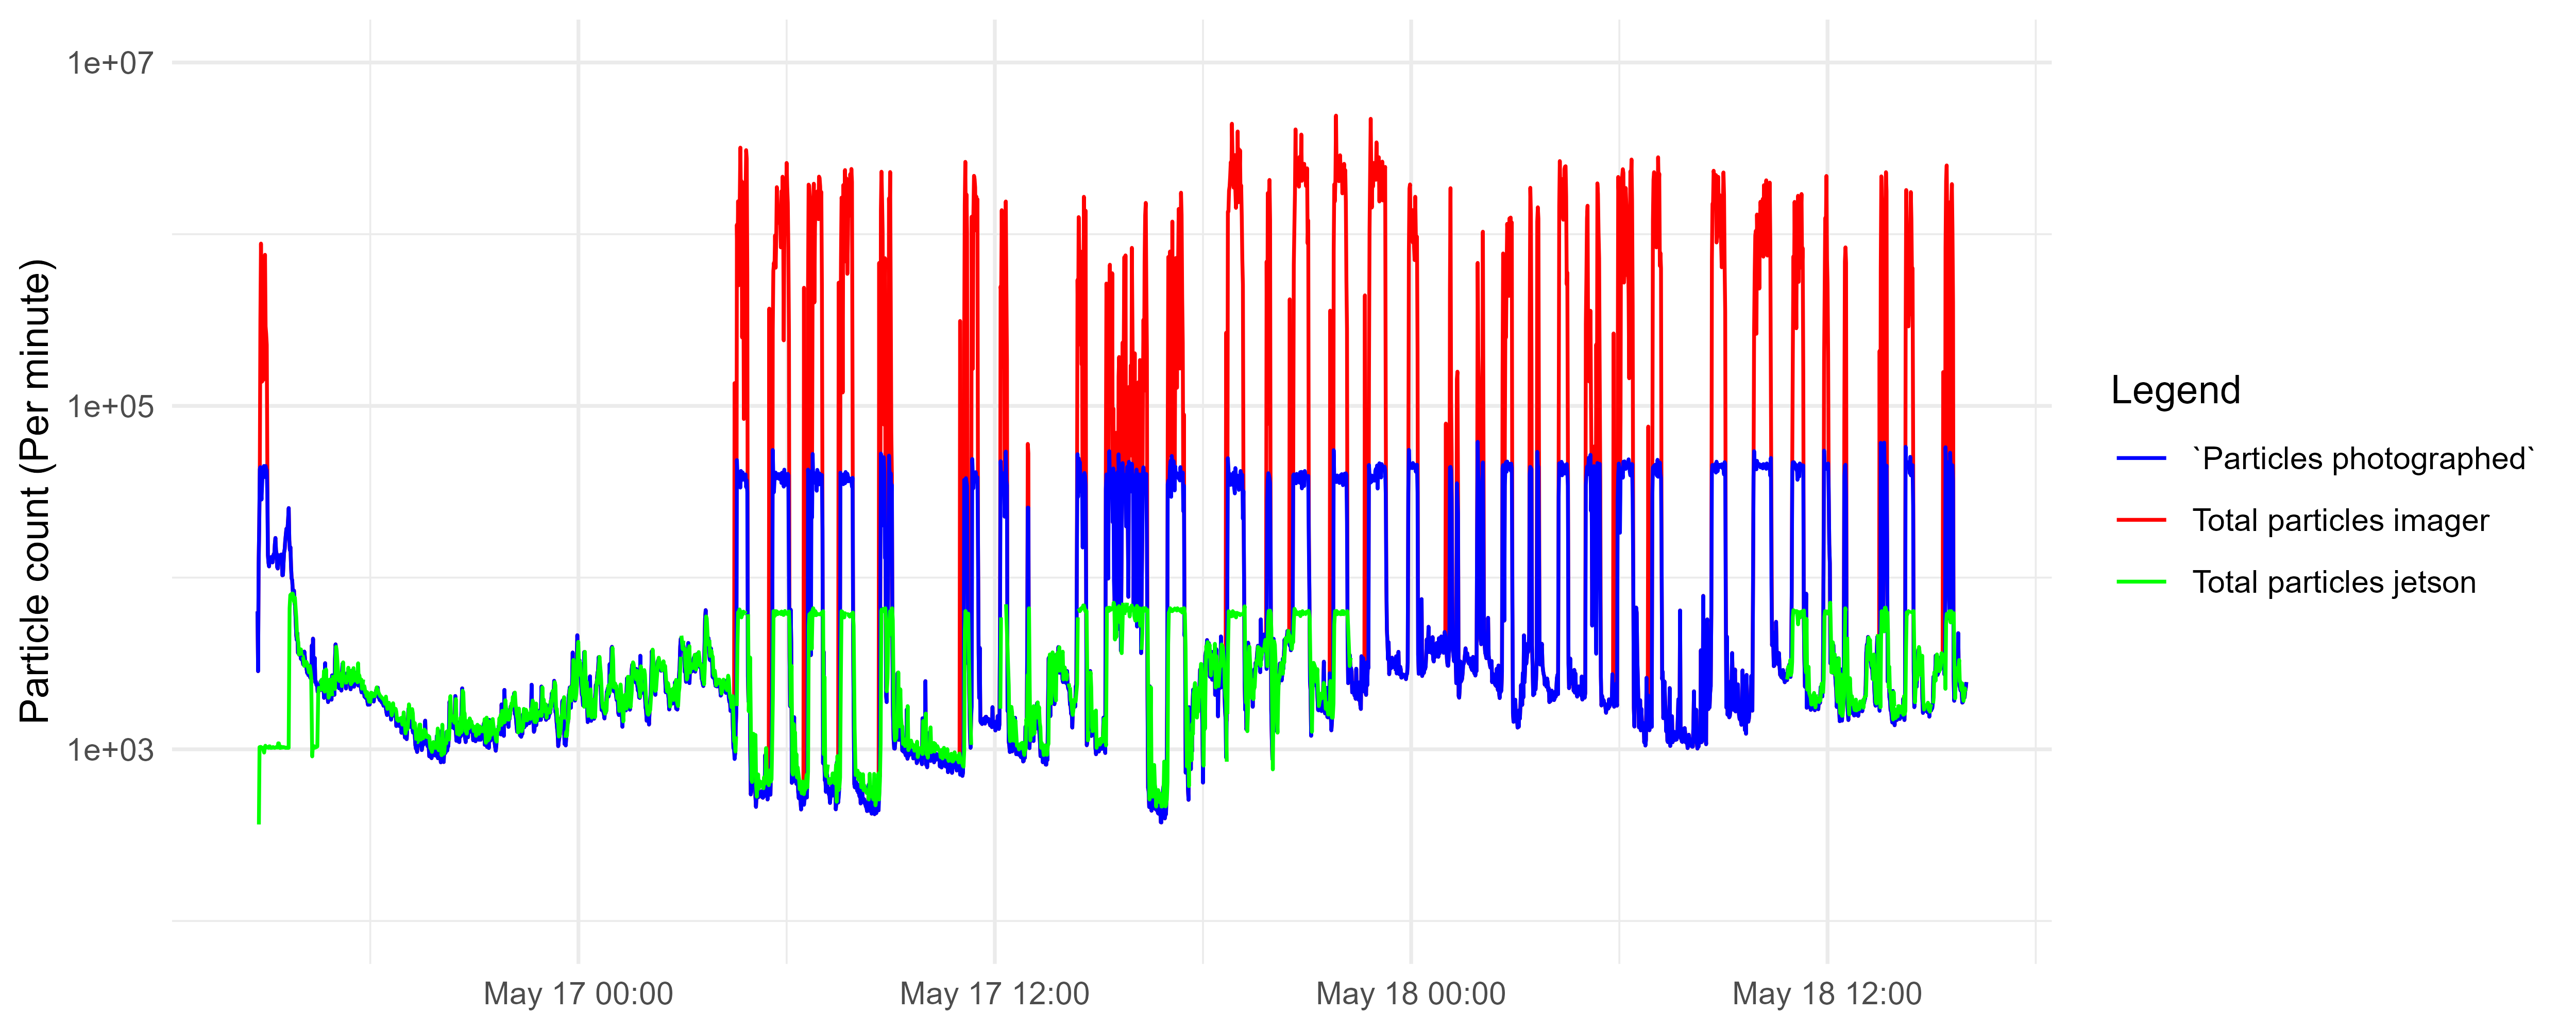 1e+07
1e+05
1e+03
Particle count (Per minute)
May 17 00:00
May 17 12:00
May 18 00:00
May 18 12:00
Legend
`Particles photographed`
Total particles imager
Total particles jetson